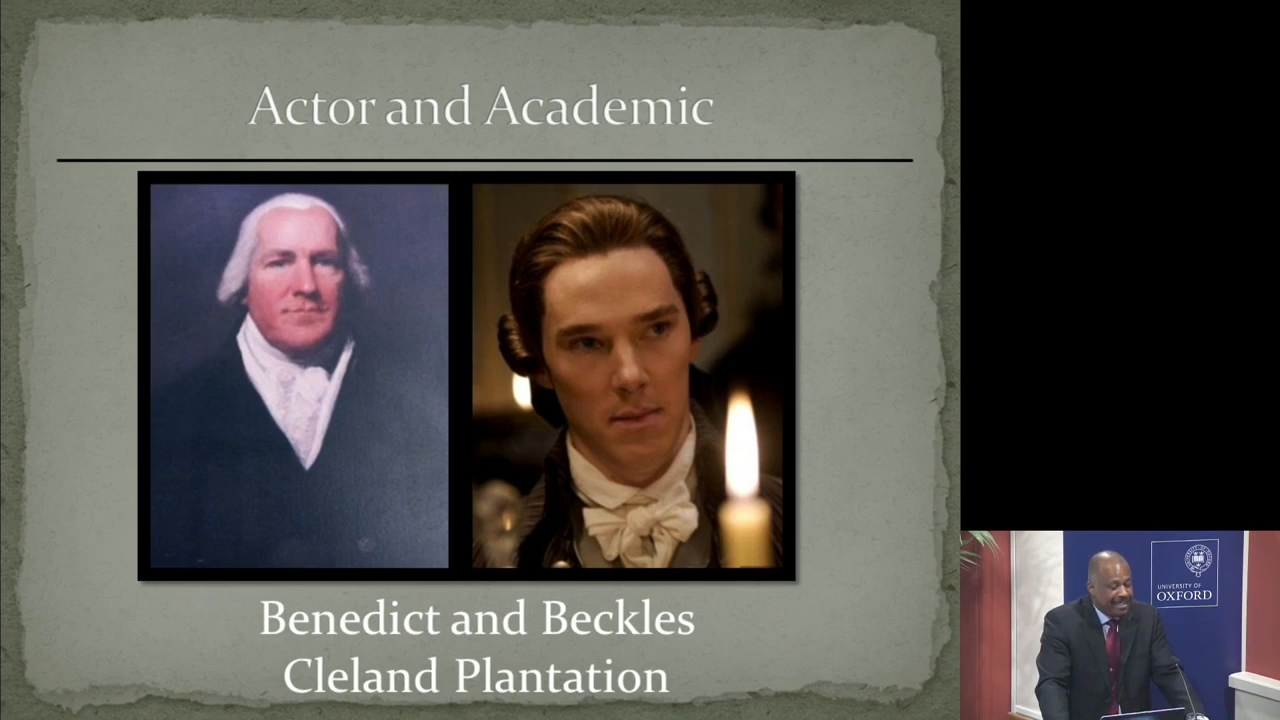 Actor and Academic
Benedict and Beckles
Cleland Plantation
UNIVERSITY OF
OXFORD